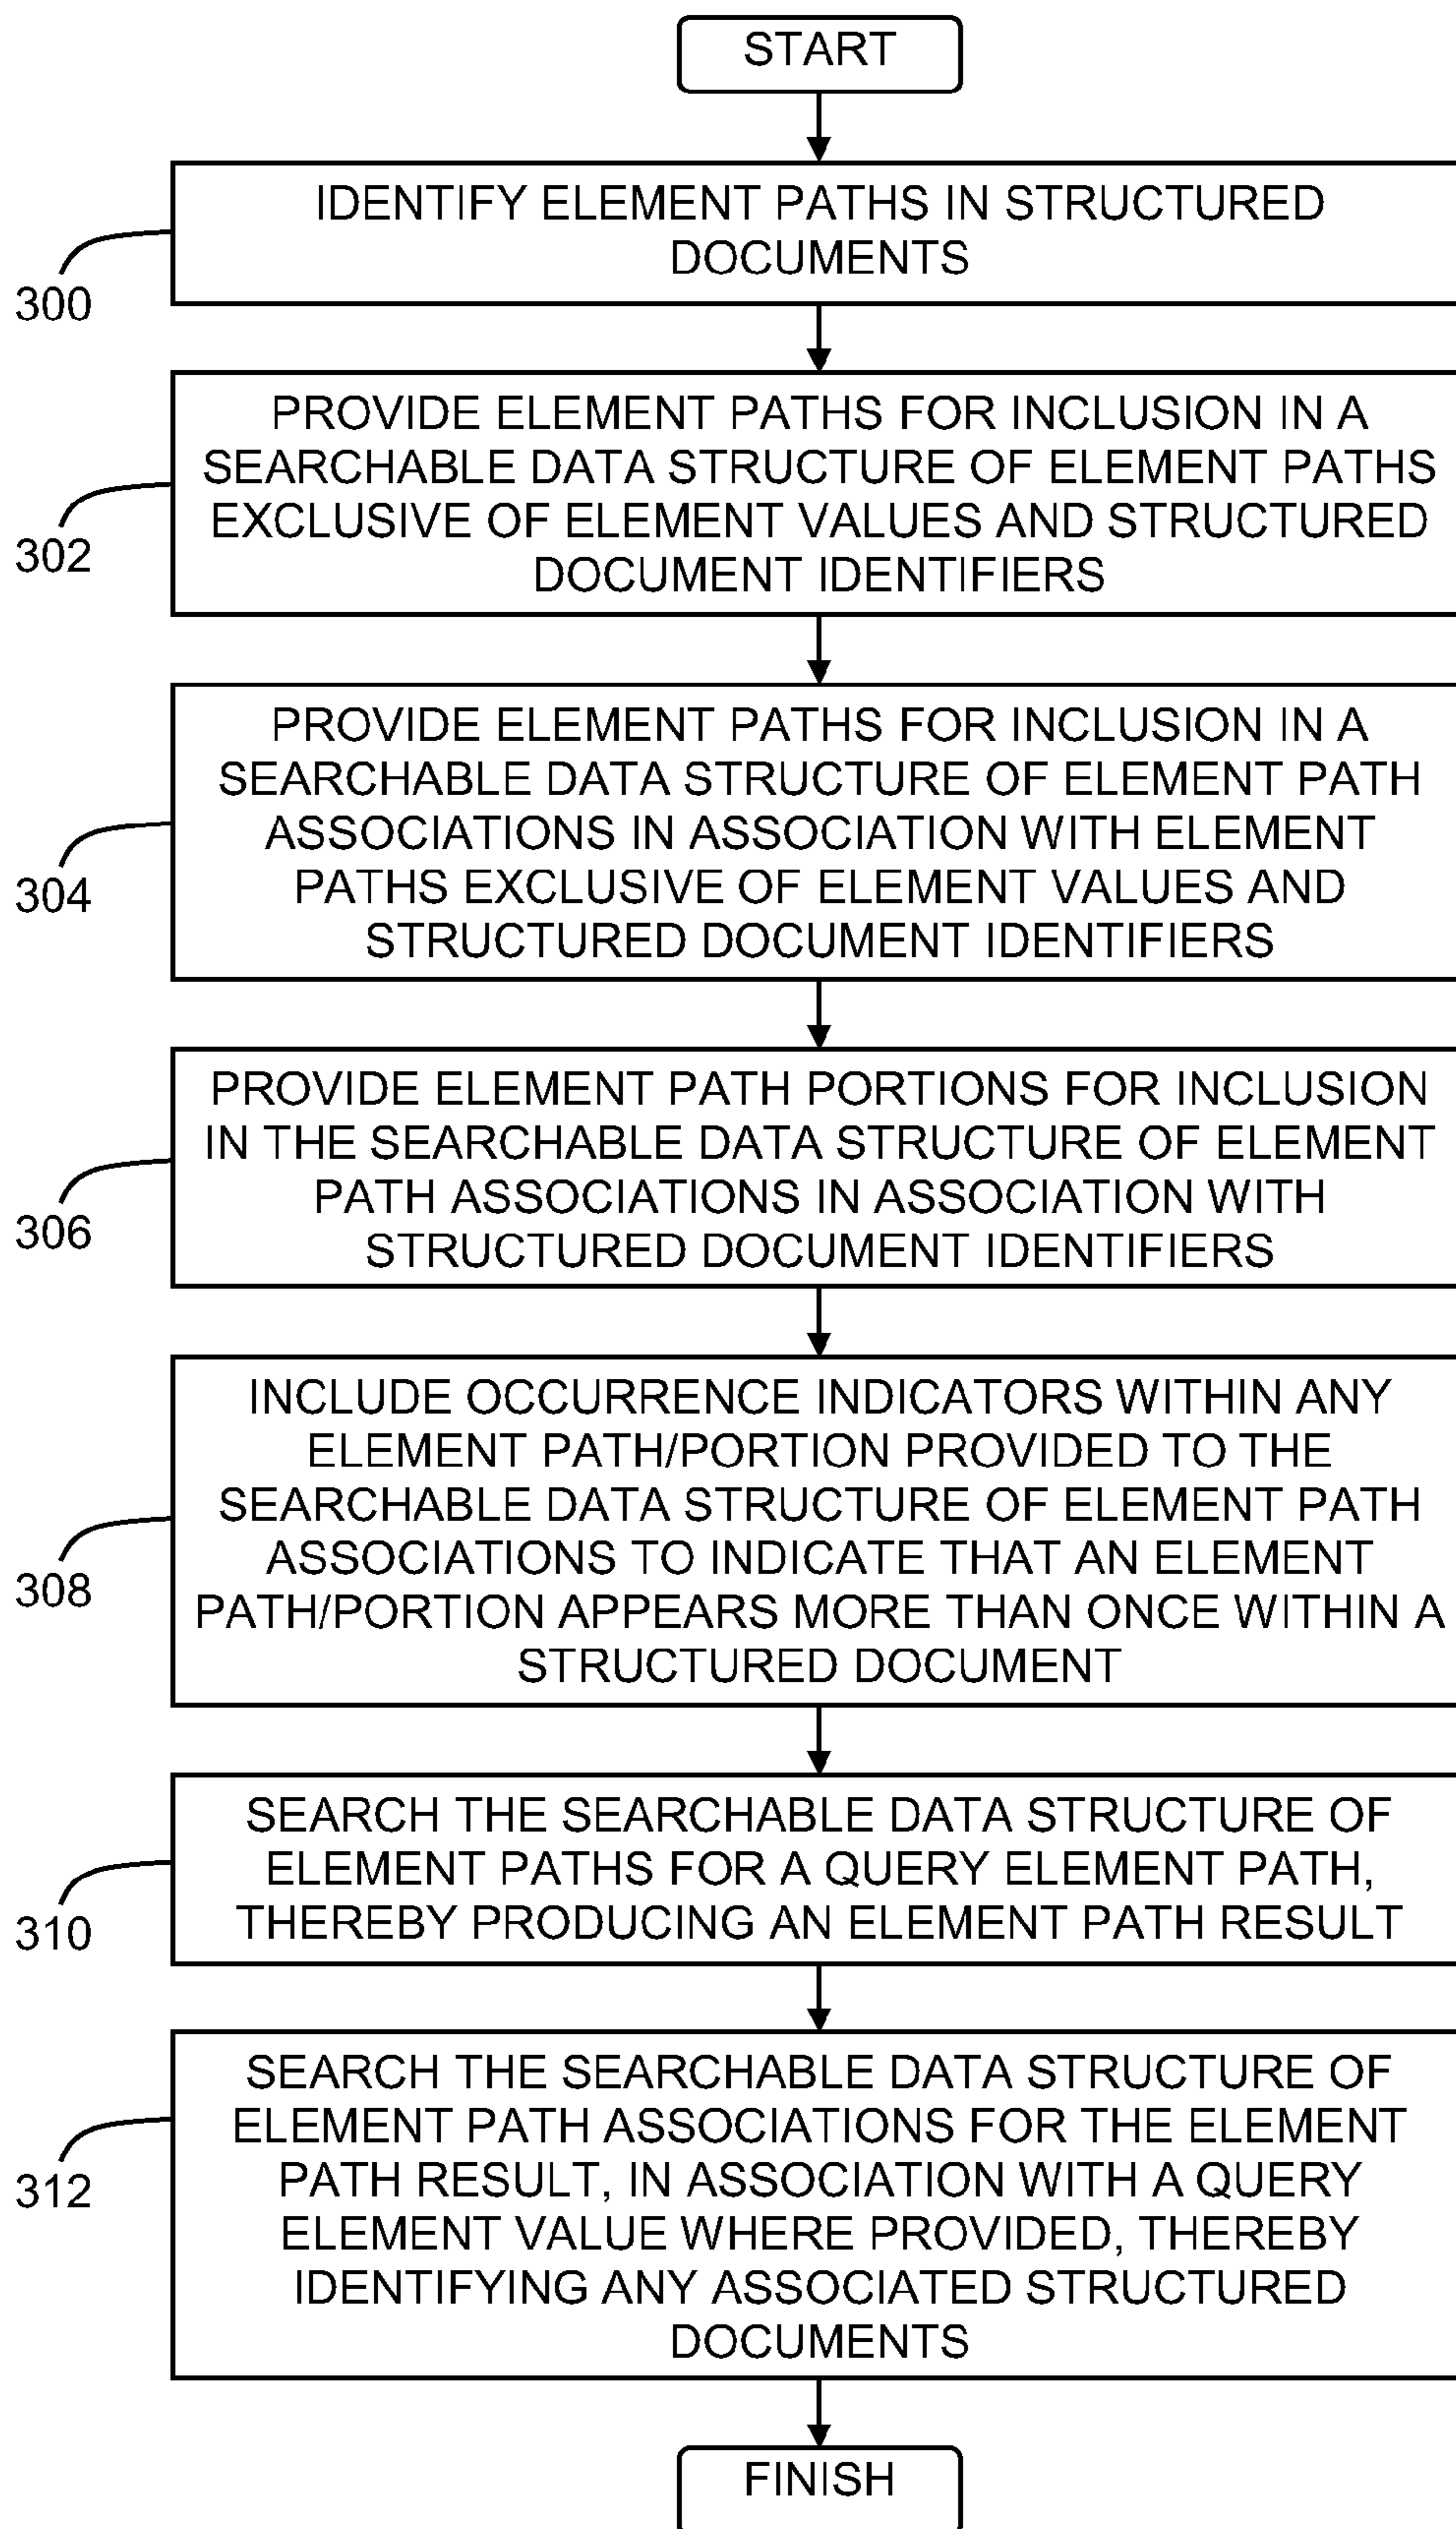 START
IDENTIFY ELEMENT PATHS IN STRUCTURED
DOCUMENTS
300
PROVIDE ELEMENT PATHS FOR INCLUSION IN A
SEARCHABLE DATA STRUCTURE OF ELEMENT PATHS
EXCLUSIVE OF ELEMENT VALUES AND STRUCTURED
DOCUMENT IDENTIFIERS
302
PROVIDE ELEMENT PATHS FOR INCLUSION IN A
SEARCHABLE DATA STRUCTURE OF ELEMENT PATH
ASSOCIATIONS IN ASSOCIATION WITH ELEMENT
PATHS EXCLUSIVE OF ELEMENT VALUES AND
STRUCTURED DOCUMENT IDENTIFIERS
304
PROVIDE ELEMENT PATH PORTIONS FOR INCLUSION
IN THE SEARCHABLE DATA STRUCTURE OF ELEMENT
PATH ASSOCIATIONS IN ASSOCIATION WITH
STRUCTURED DOCUMENT IDENTIFIERS
306
INCLUDE OCCURRENCE INDICATORS WITHIN ANY
ELEMENT PATH/PORTION PROVIDED TO THE
SEARCHABLE DATA STRUCTURE OF ELEMENT PATH
ASSOCIATIONS TO INDICATE THAT AN ELEMENT
PATH/PORTION APPEARS MORE THAN ONCE WITHIN A
STRUCTURED DOCUMENT
308
SEARCH THE SEARCHABLE DATA STRUCTURE OF
ELEMENT PATHS FOR A QUERY ELEMENT PATH,
THEREBY PRODUCING AN ELEMENT PATH RESULT
310
SEARCH THE SEARCHABLE DATA STRUCTURE OF
ELEMENT PATH ASSOCIATIONS FOR THE ELEMENT
PATH RESULT, IN ASSOCIATION WITH A QUERY
ELEMENT VALUE WHERE PROVIDED, THEREBY
IDENTIFYING ANY ASSOCIATED STRUCTURED
DOCUMENTS
312
FINISH